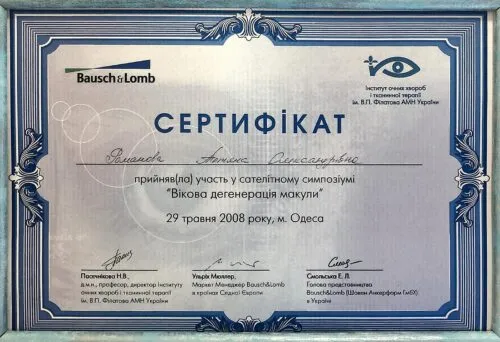 Bausch & Lomb
Інститут очних хвороб
і тканинної терапії
ім. В.П. Філатова АМН України
СЕРТИФІКАТ
Романова Тетяна Олександрівна
прийняв(ла) участь у сателітному симпозіумі
"Вікова дегенерація макули"
29 травня 2008 року, м. Одеса
Пасечнікова Н.В.,
д.м.н., професор, директор інституту
очних хвороб і тканинної терапії
ім. В.П. Філатова АМН України
Ульріх Мюллер,
Маркет Менеджер Bausch&Lomb
в країнах Східної Європи
Смольська Е. Л.
Голова представництва
Bausch&Lomb (Шовен Анкерфарм ГмбХ)
в Україні